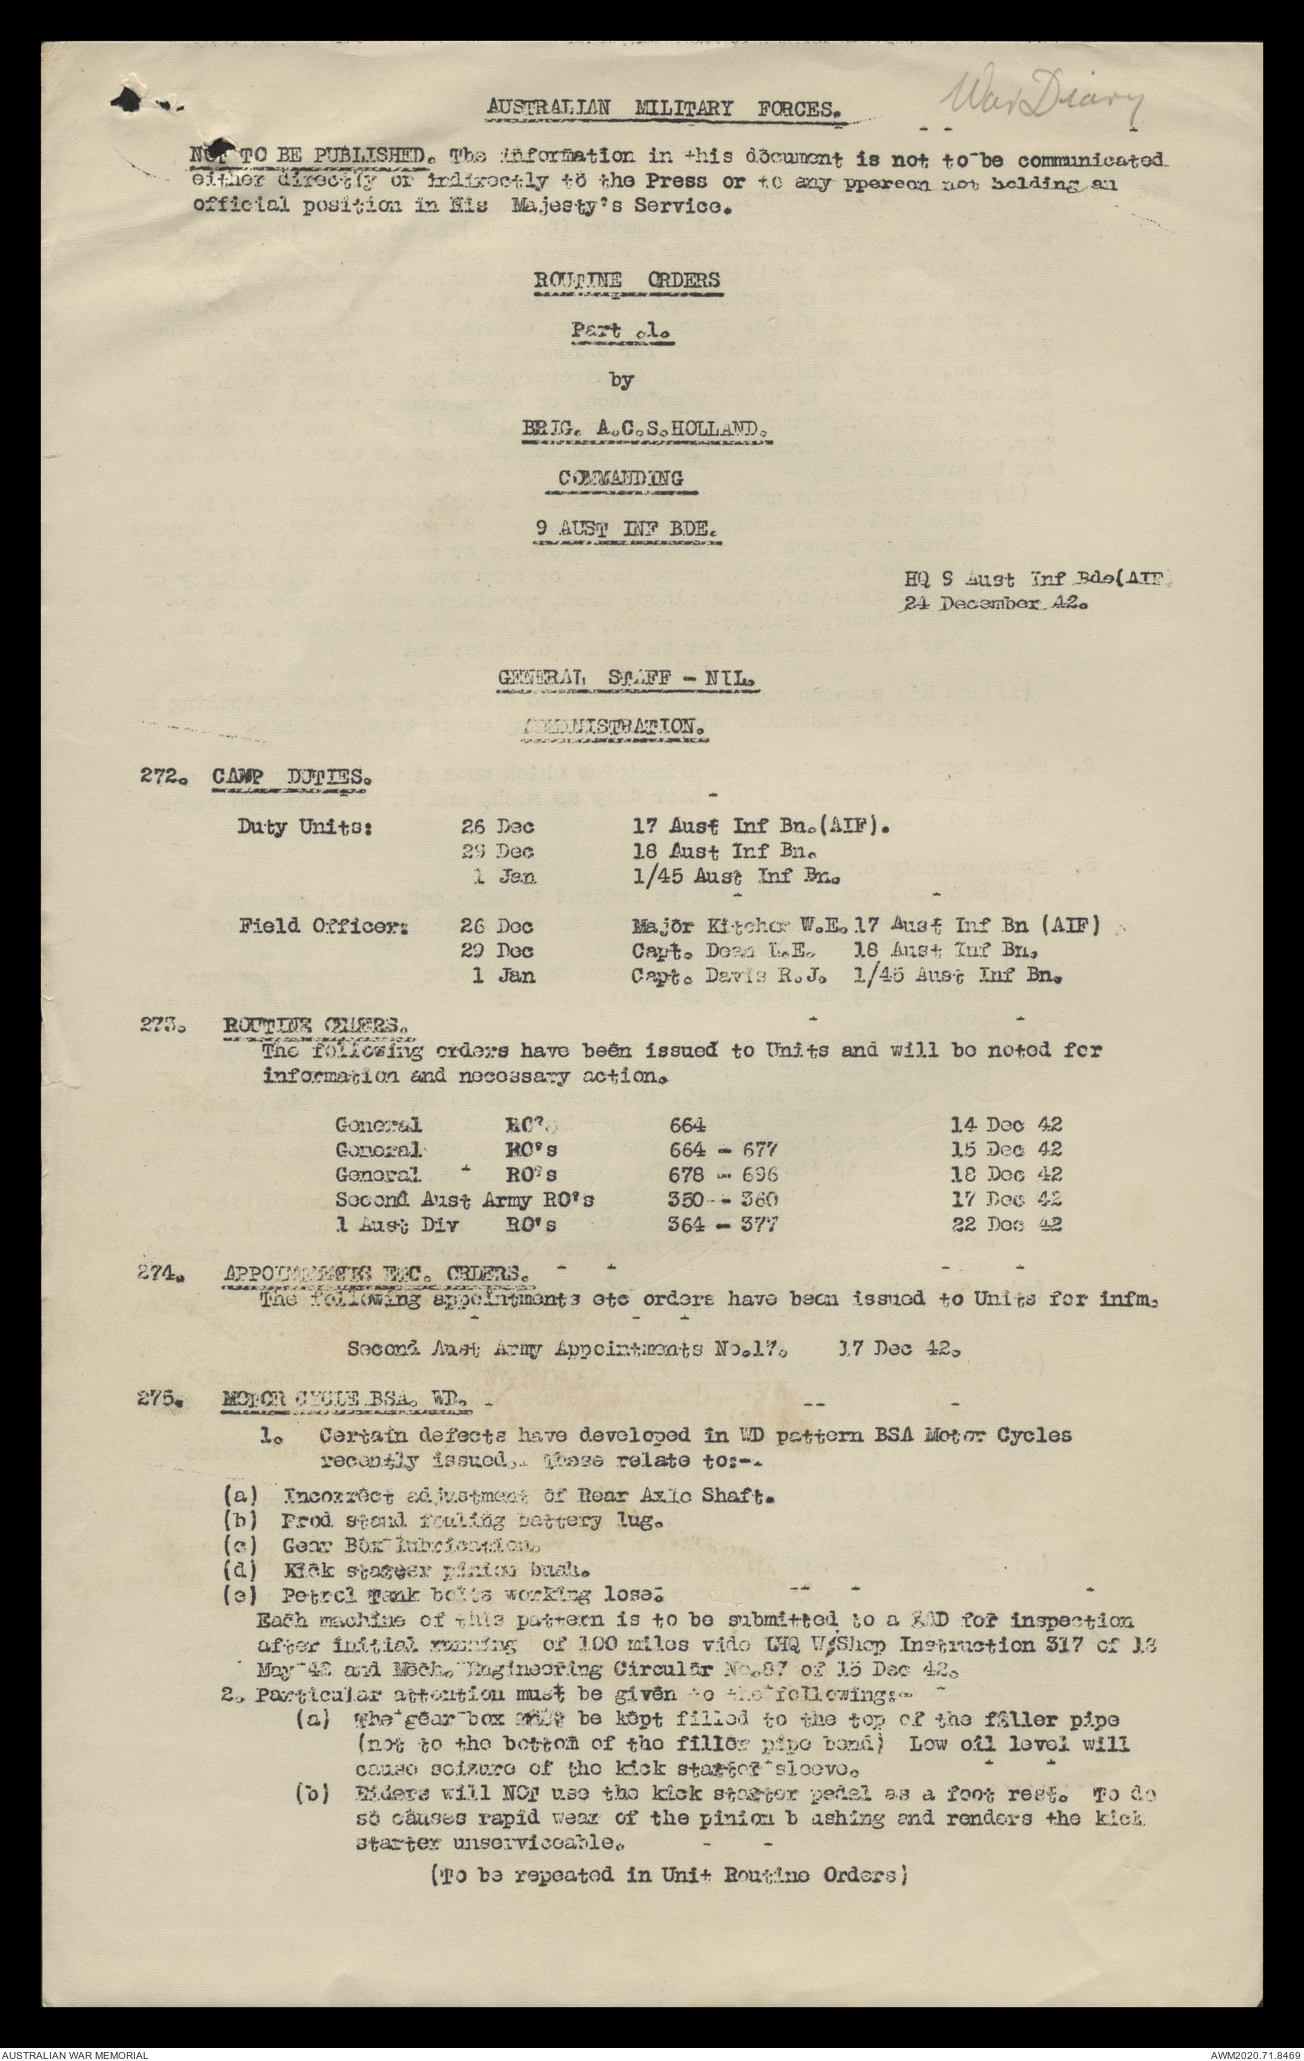 War Diary
AUSTRALIAN MILITARY FORCES.
NOT TO BE PUBLISHED. The information in this document is not to be communicated
either directly or indirectly to the Press or to any ppereon not holding an
official position in His Majesty's Service.
ROUTINE ORDERS
Part .1.
by
BRIG. A.C.S.HOLLAND.
COMMANDING
9 AUST INF BDE.
HQ 9 Aust Inf Bde(AIF
24 December 42.
GENERAL STAFF - NIL.
ADMINISTRATION.
272. CAMP DUTIES.
Duty Units: 26 Dec 17 Aust Inf Bn.(AIF).
29 Dec 18 Aust Inf Bn.
1 Jan 1/45 Aust Inf Bn.
Field Officer: 26 Dec Major Kitcher W.E. 17 Aust Inf Bn (AIF)
29 Dec Capt. Dean L.E. 18 Aust Inf Bn.
1 Jan Capt. Davis R.J. 1/45 Aust Inf Bn.
273. ROUTINE ORDERS.
The following orders have been issued to Units and will be noted for
information and necessary action.
General RO's 664 14 Dec 42
General RO's 664 - 677 15 Dec 42
General RO's 678 - 696 18 Dec 42
Second Aust Army RO's 350 - 360 17 Dec 42
1 Aust Div RO's 364 - 377 22 Dec 42
274. APPOINTMENTS ETC. ORDERS.
The following appointments etc orders have been issued to Units for infm.
Second Aust Army Appointments No.17. 17 Dec 42.
275. MOTOR CYCLE BSA. WD.
1. Certain defects have developed in WD pattern BSA Motor Cycles
recently issued. These relate to:-
(a) Incorrect adjustment of Rear Axle Shaft.
(b) Prod stand fouling battery lug.
(c) Gear Box lubrication.
(d) Kick starter pinion bush.
(e) Petrol Tank bolts working lose.
Each machine of this pattern is to be submitted to a AAD for inspection
after initial running of 100 miles vide LHQ W/Shop Instruction 317 of 18
May 42 and Mech. Engineering Circular No.87 of 15 Dec 42.
2. Particular attention must be given to the following:-
(a) The gear box must be kept filled to the top of the filler pipe
(not to the bottom of the filler pipe bend) Low oil level will
cause seizure of the kick starter sleeve.
(b) Riders will NOT use the kick starter pedal as a foot rest. To do
so causes rapid wear of the pinion b ushing and renders the kick
starter unserviceable.
(To be repeated in Unit Routine Orders)
AUSTRALIAN WAR MEMORIAL
AWM2020.71.8469